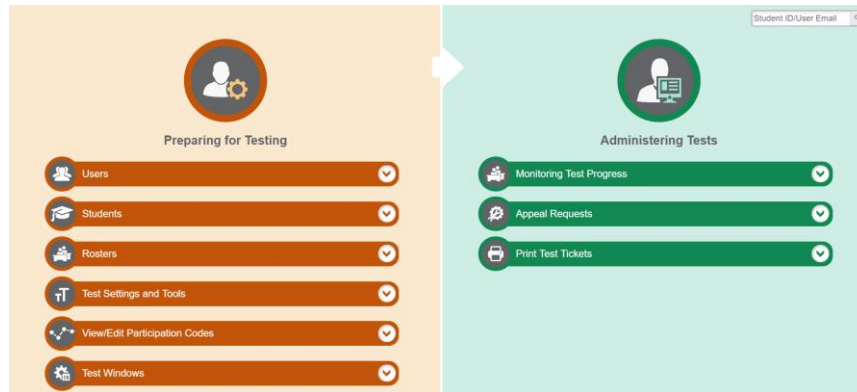 Student ID/User Email
Preparing for Testing
Users
Students
Rosters
Test Settings and Tools
View/Edit Participation Codes
Test Windows
Administering Tests
Monitoring Test Progress
Appeal Requests
Print Test Tickets